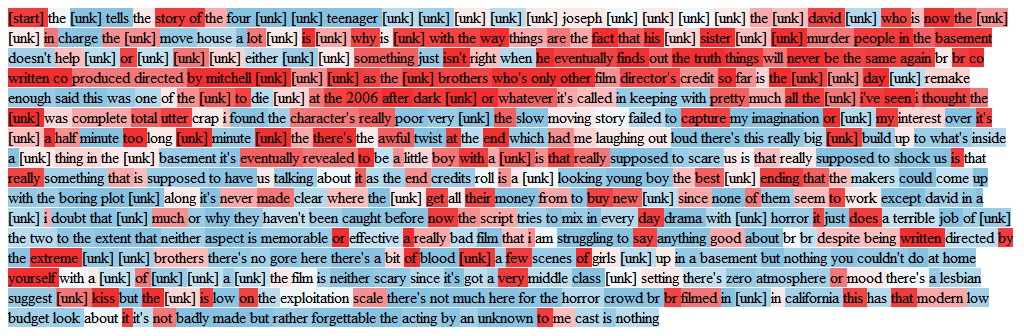 [start] the [unk] tells the story of the four [unk] [unk] teenager [unk] [unk] [unk] [unk] [unk] [unk] joseph [unk] [unk] [unk] [unk] the [unk] david [unk] who is now the [unk]
[unk] in charge the [unk] move house a lot [unk] is [unk] why is [unk] with the way things are the fact that his [unk] sister [unk] [unk] murder people in the basement
doesn't help [unk] or [unk] [unk] [unk] either [unk] [unk] something just isn't right when he eventually finds out the truth things will never be the same again br br co
written co produced directed by mitchell [unk] [unk] as the [unk] brothers who's only other film director's credit so far is the [unk] [unk] day [unk] remake
enough said this was one of the [unk] to die [unk] at the 2006 after dark [unk] or whatever it's called in keeping with pretty much all the [unk] i've seen i thought the
[unk] was complete total utter crap i found the character's really poor very [unk] the slow moving story failed to capture my imagination or [unk] my interest over it's
[unk] a half minute too long [unk] minute [unk] the there's the awful twist at the end which had me laughing out loud there's this really big [unk] build up to what's inside
a [unk] thing in the [unk] basement it's eventually revealed to be a little boy with a [unk] is that really supposed to scare us is that really supposed to shock us is that
really something that is supposed to have us talking about it as the end credits roll is a [unk] looking young boy the best [unk] ending that the makers could come up
with the boring plot [unk] along it's never made clear where the [unk] get all their money from to buy new [unk] since none of them seem to work except david in a
[unk] i doubt that [unk] much or why they haven't been caught before now the script tries to mix in every day drama with [unk] horror it just does a terrible job of [unk]
the two to the extent that neither aspect is memorable or effective a really bad film that i am struggling to say anything good about br br despite being written directed by
the extreme [unk] [unk] brothers there's no gore here there's a bit of blood [unk] a few scenes of girls [unk] up in a basement but nothing you couldn't do at home
yourself with a [unk] of [unk] [unk] a [unk] the film is neither scary since it's got a very middle class [unk] setting there's zero atmosphere or mood there's a lesbian
suggest [unk] kiss but the [unk] is low on the exploitation scale there's not much here for the horror crowd br br filmed in [unk] in california this has that modern low
budget look about it it's not badly made but rather forgettable the acting by an unknown to me cast is nothing